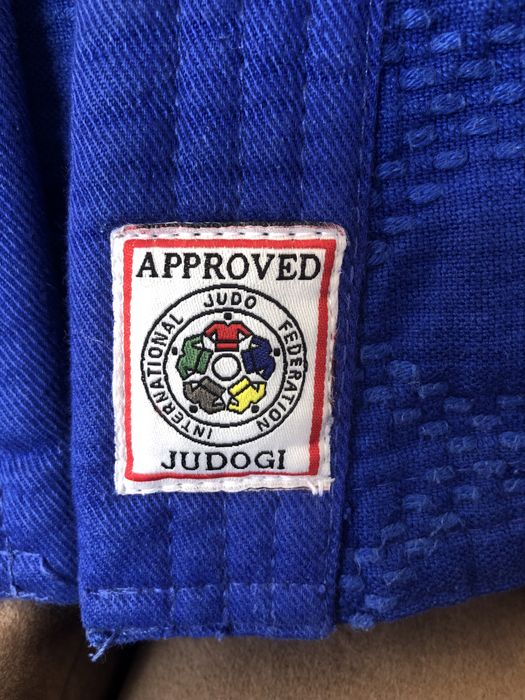 APPROVED
INTERNATIONAL JUDO FEDERATION
JUDOGI